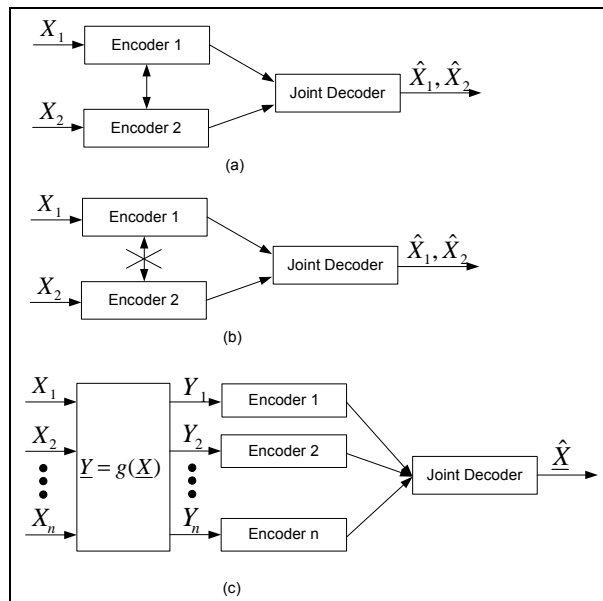 X₁ Encoder 1
Joint Decoder X̂₁, X̂₂
X₂ Encoder 2
(a)
X₁ Encoder 1
Joint Decoder X̂₁, X̂₂
X₂ Encoder 2
(b)
X₁ Y₁ Encoder 1
X₂ Y₂ Encoder 2
Y = g(X) Joint Decoder X̂
Xₙ Yₙ Encoder n
(c)